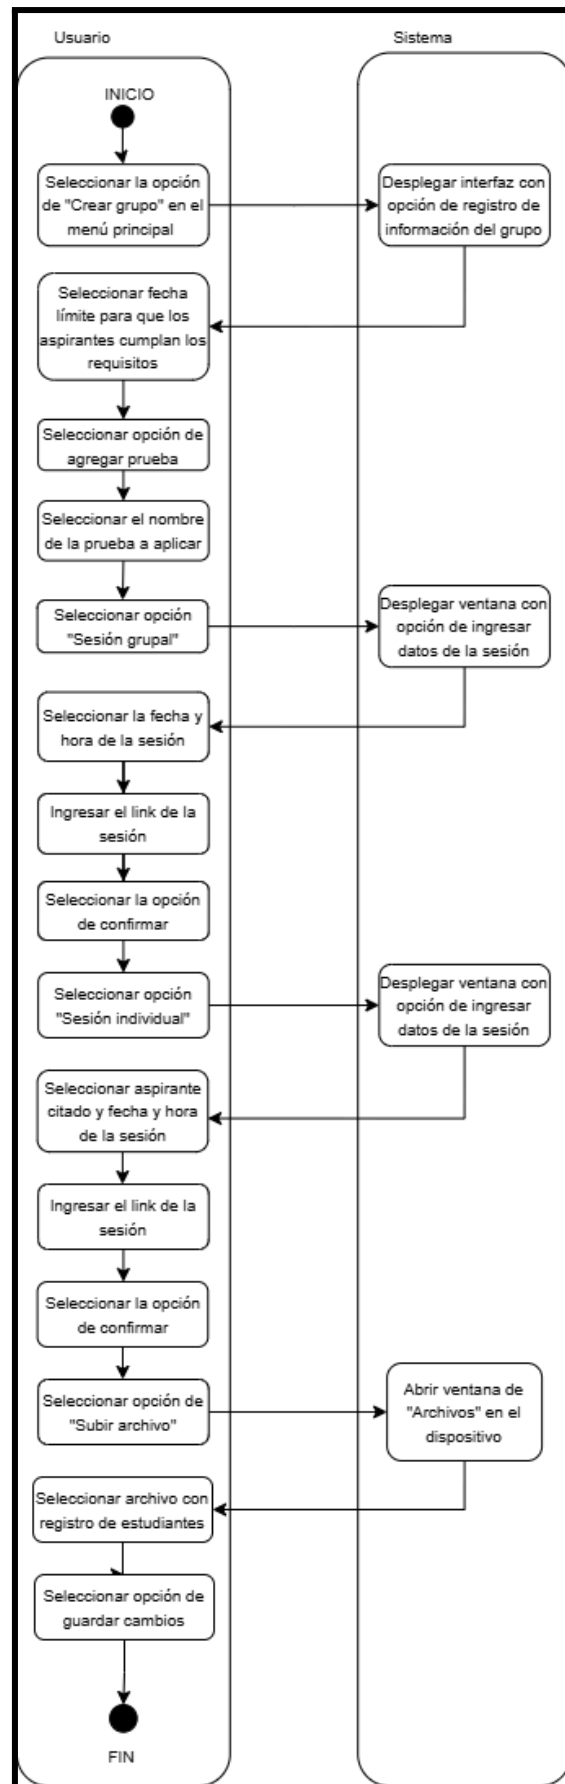 Usuario
Sistema
INICIO
Seleccionar la opción
de "Crear grupo" en el
menú principal
Desplegar interfaz con
opción de registro de
información del grupo
Seleccionar fecha
límite para que los
aspirantes cumplan los
requisitos
Seleccionar opción de
agregar prueba
Seleccionar el nombre
de la prueba a aplicar
Seleccionar opción
"Sesión grupal"
Desplegar ventana con
opción de ingresar
datos de la sesión
Seleccionar la fecha y
hora de la sesión
Ingresar el link de la
sesión
Seleccionar la opción
de confirmar
Seleccionar opción
"Sesión individual"
Desplegar ventana con
opción de ingresar
datos de la sesión
Seleccionar aspirante
citado y fecha y hora
de la sesión
Ingresar el link de la
sesión
Seleccionar la opción
de confirmar
Seleccionar opción de
"Subir archivo"
Abrir ventana de
"Archivos" en el
dispositivo
Seleccionar archivo con
registro de estudiantes
Seleccionar opción de
guardar cambios
FIN